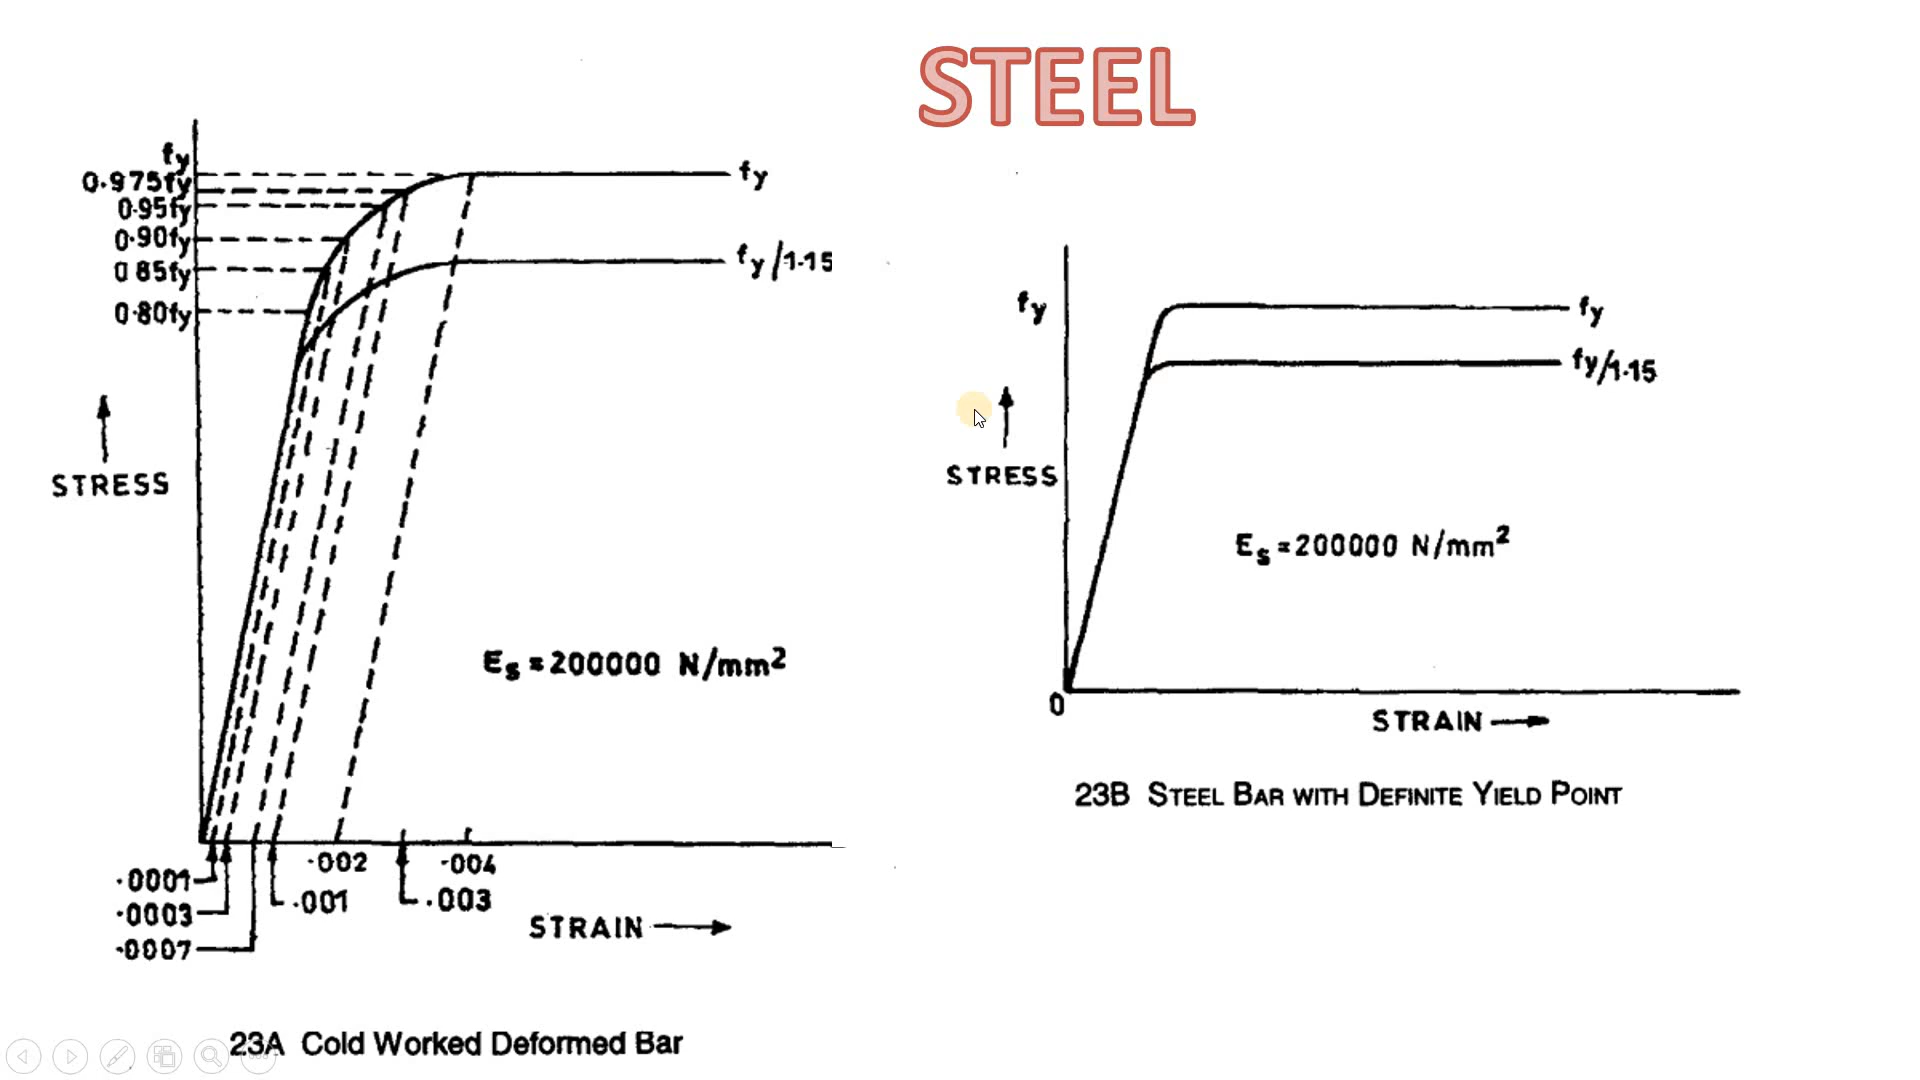 STEEL
fy
0.975fy
0.95fy
0.90fy
0.85fy
0.80fy
fy
fy/1.15
STRESS
Es = 200000 N/mm²
.0001
.0003
.0007
.001
.002
.003
.004
STRAIN
23A Cold Worked Deformed Bar
fy
fy
fy/1.15
STRESS
Es = 200000 N/mm²
0
STRAIN
23B STEEL BAR WITH DEFINITE YIELD POINT